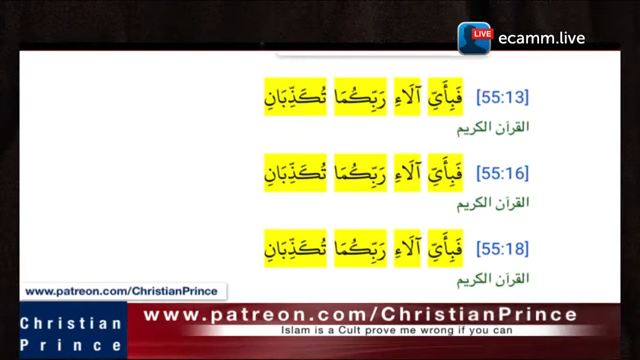 LIVE ecamm.live
فَبِأَيِّ آلَاءِ رَبِّكُمَا تُكَذِّبَانِ [55:13]
القرآن الكريم
فَبِأَيِّ آلَاءِ رَبِّكُمَا تُكَذِّبَانِ [55:16]
القرآن الكريم
فَبِأَيِّ آلَاءِ رَبِّكُمَا تُكَذِّبَانِ [55:18]
القرآن الكريم
www.patreon.com/ChristianPrince
Christian
Prince
www.patreon.com/ChristianPrince
Islam is a Cult prove me wrong if you can